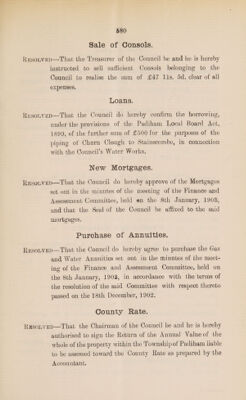 580
Sale of Consols.
RESOLVED—That the Treasurer of the Council be and he is hereby
instructed to sell sufficient Consols belonging to the
Council to realise the sum of £47 11s. 5d. clear of all
expenses.
Loans.
RESOLVED—That the Council do hereby confirm the borrowing,
under the provisions of the Padiham Local Board Act,
1890, of the further sum of £500 for the purposes of the
piping of Churn Clough to Stainscombe, in connection
with the Council's Water Works.
New Mortgages.
RESOLVED—That the Council do hereby approve of the Mortgages
set out in the minutes of the meeting of the Finance and
Assessment Committee, held on the 8th January, 1903,
and that the Seal of the Council be affixed to the said
mortgages.
Purchase of Annuities.
RESOLVED—That the Council do hereby agree to purchase the Gas
and Water Annuities set out in the minutes of the meet-
ing of the Finance and Assessment Committee, held on
the 8th January, 1903, in accordance with the terms of
the resolution of the said Committee with respect thereto
passed on the 18th December, 1902.
County Rate.
RESOLVED—That the Chairman of the Council be and he is hereby
authorised to sign the Return of the Annual Value of the
whole of the property within the Township of Padiham liable
to be assessed toward the County Rate as prepared by the
Accountant.